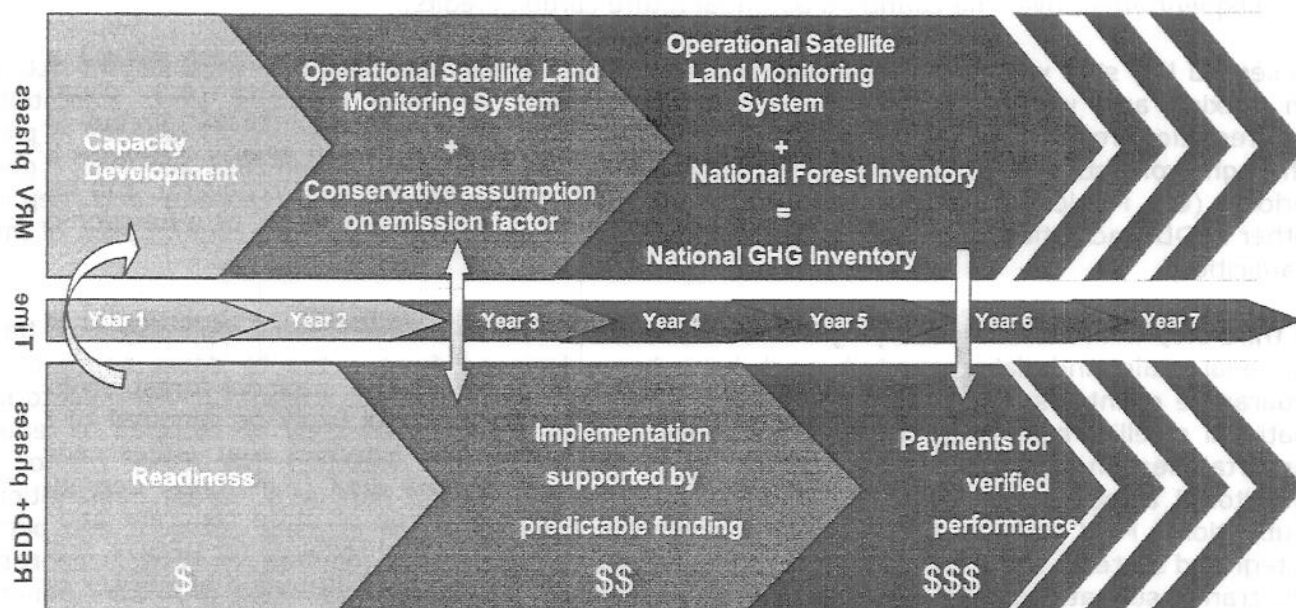 MRV phases
Capacity
Development
Operational Satellite Land
Monitoring System
+
Conservative assumption
on emission factor
Operational Satellite
Land Monitoring
System
+
National Forest Inventory
=
National GHG Inventory
Time
Year 1
Year 2
Year 3
Year 4
Year 5
Year 6
Year 7
REDD+ phases
Readiness
$
Implementation
supported by
predictable funding
$$
Payments for
verified
performance
$$$